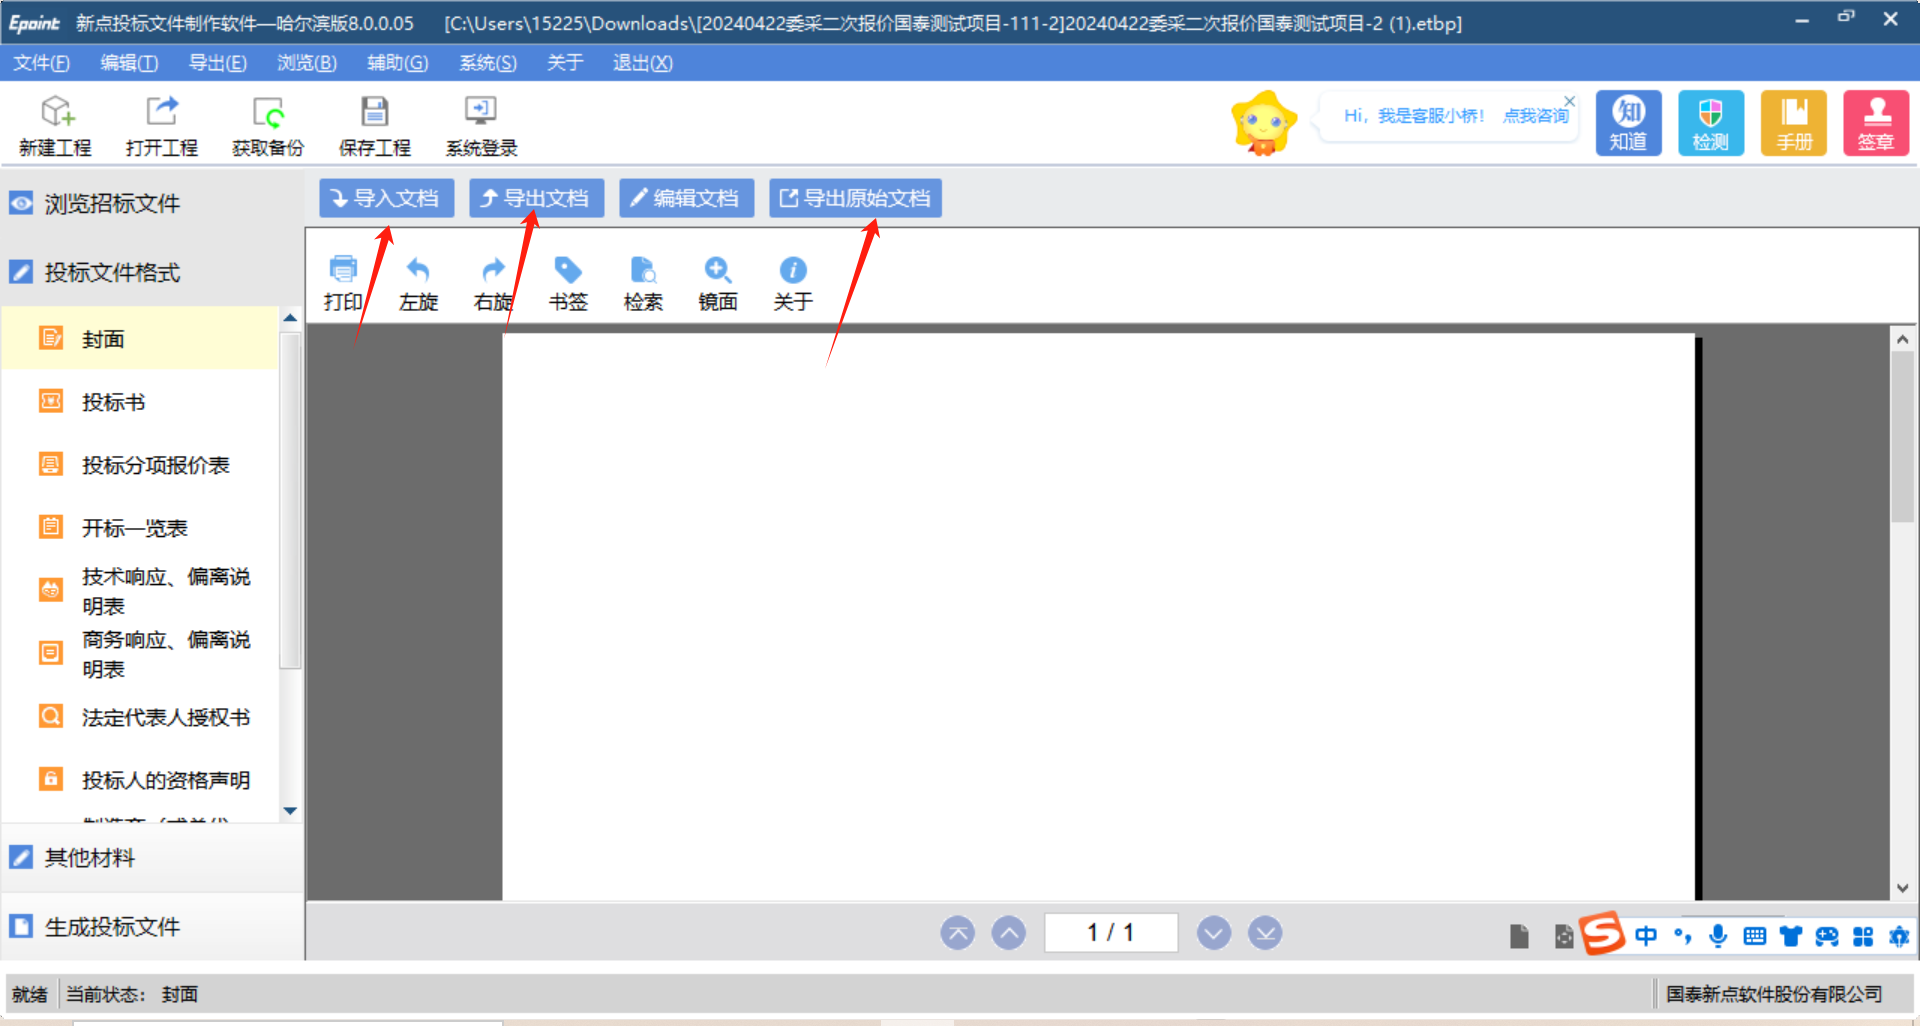 Epoint 新点投标文件制作软件—哈尔滨版8.0.0.05 [C:\Users\15225\Downloads\[20240422委采二次报价国泰测试项目-111-2]20240422委采二次报价国泰测试项目-2 (1).etbp]
文件(F) 编辑(T) 导出(E) 浏览(B) 辅助(G) 系统(S) 关于 退出(X)
新建工程 打开工程 获取备份 保存工程 系统登录
Hi, 我是客服小桥! 点我咨询
知
知道 检测 手册 签章
浏览招标文件
投标文件格式
导入文档 导出文档 编辑文档 导出原始文档
打印 左旋 右旋 书签 检索 镜面 关于
封面
投标书
投标分项报价表
开标一览表
技术响应、偏离说
明表
商务响应、偏离说
明表
法定代表人授权书
投标人的资格声明
其他材料
生成投标文件
1 / 1
中
就绪 当前状态： 封面
国泰新点软件股份有限公司